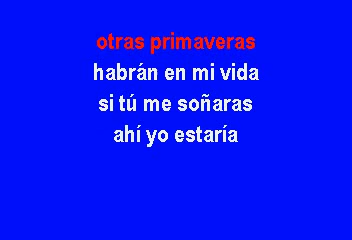 otras primaveras
habrán en mi vida
si tú me soñaras
ahí yo estaría